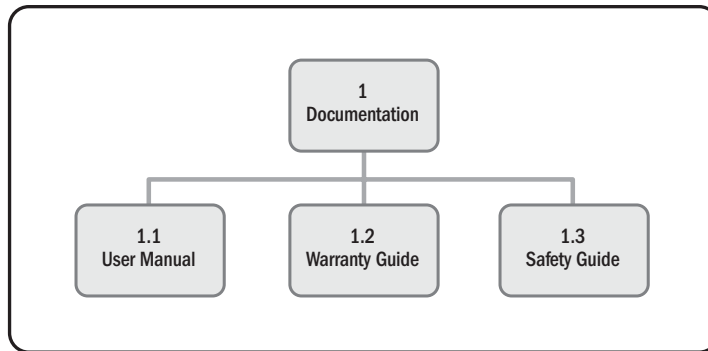 1
Documentation
1.1
User Manual
1.2
Warranty Guide
1.3
Safety Guide